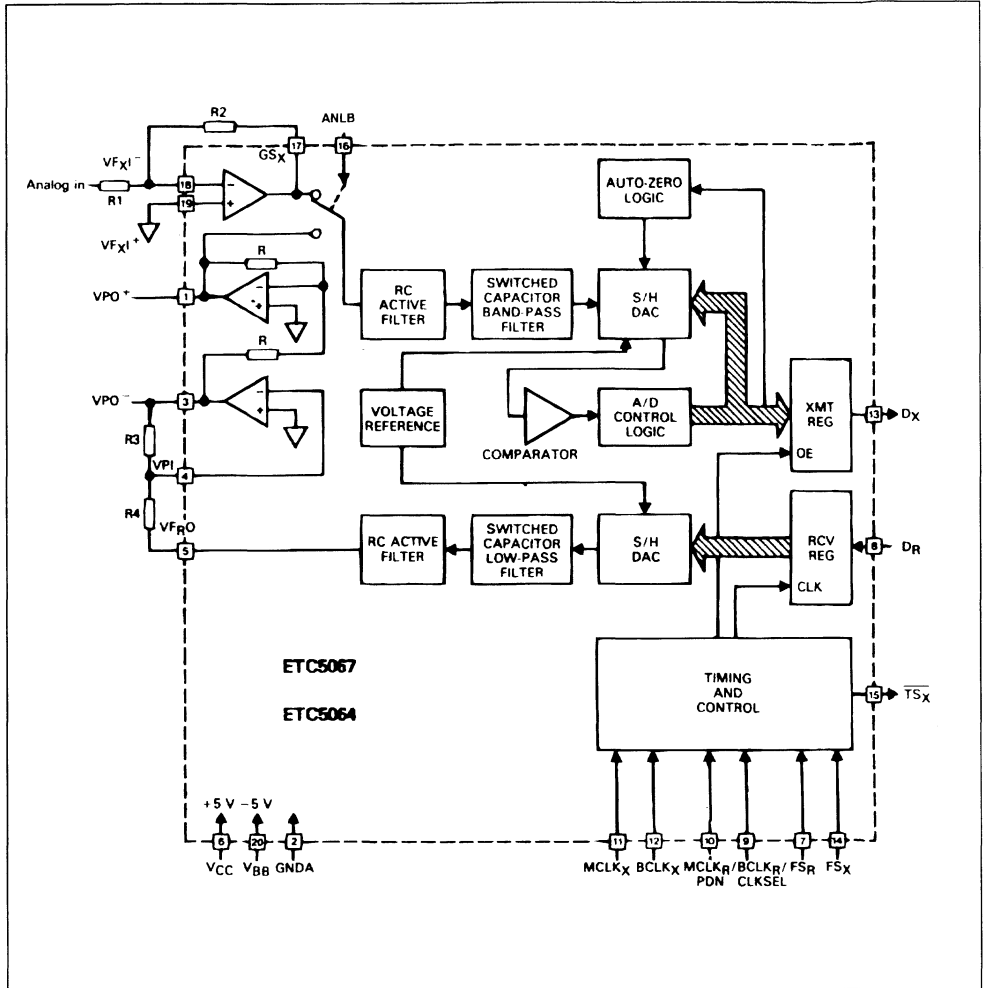 R2
ANLB
17
16
GSX
VFXI-
Analog in
R1
18
-
19
+
VFXI+
AUTO-ZERO
LOGIC
R
VPO+
1
-
+
RC
ACTIVE
FILTER
SWITCHED
CAPACITOR
BAND-PASS
FILTER
S/H
DAC
R
VPO-
3
-
+
VOLTAGE
REFERENCE
COMPARATOR
A/D
CONTROL
LOGIC
XMT
REG
OE
13
DX
R3
VPI
4
R4
VFRO
5
RC ACTIVE
FILTER
SWITCHED
CAPACITOR
LOW-PASS
FILTER
S/H
DAC
RCV
REG
CLK
8
DR
ETC5067
ETC5064
TIMING
AND
CONTROL
15
TSX
+5 V -5 V
6
20
2
VCC
VBB
GNDA
11
12
10
9
7
14
MCLKX BCLKX MCLKR/BCLKR/FSR FSX
PDN CLKSEL